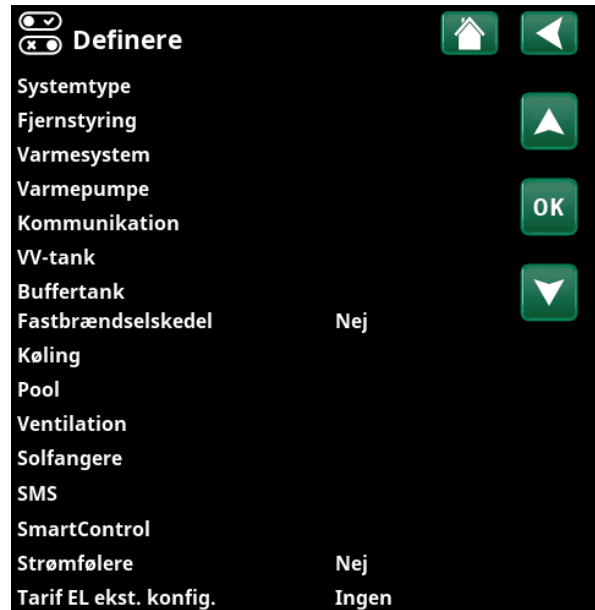 Definere
Systemtype
Fjernstyring
Varmesystem
Varmepumpe
OK
Kommunikation
VV-tank
Buffertank
Fastbrændselskedel Nej
Køling
Pool
Ventilation
Solfangere
SMS
SmartControl
Strømfølere Nej
Tarif EL ekst. konfig. Ingen